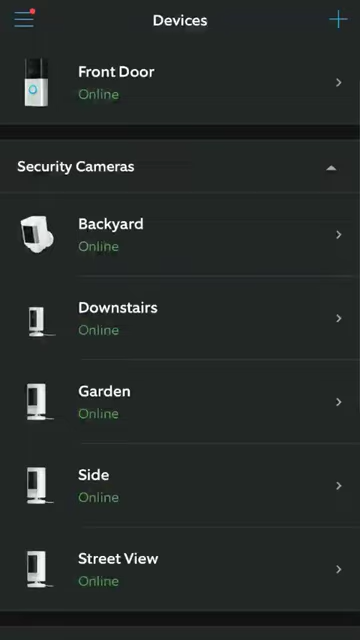 Devices
Front Door
Online
Security Cameras
Backyard
Online
Downstairs
Online
Garden
Online
Side
Online
Street View
Online